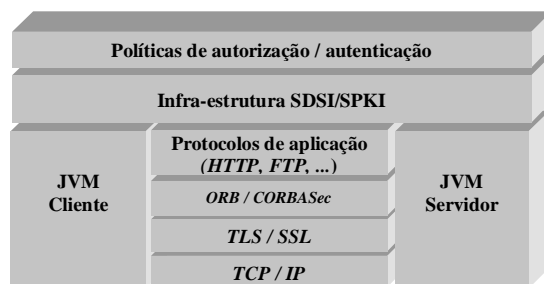 Políticas de autorização / autenticação
Infra-estrutura SDSI/SPKI
JVM
Cliente
Protocolos de aplicação
(HTTP, FTP, ...)
ORB / CORBASec
TLS / SSL
TCP / IP
JVM
Servidor